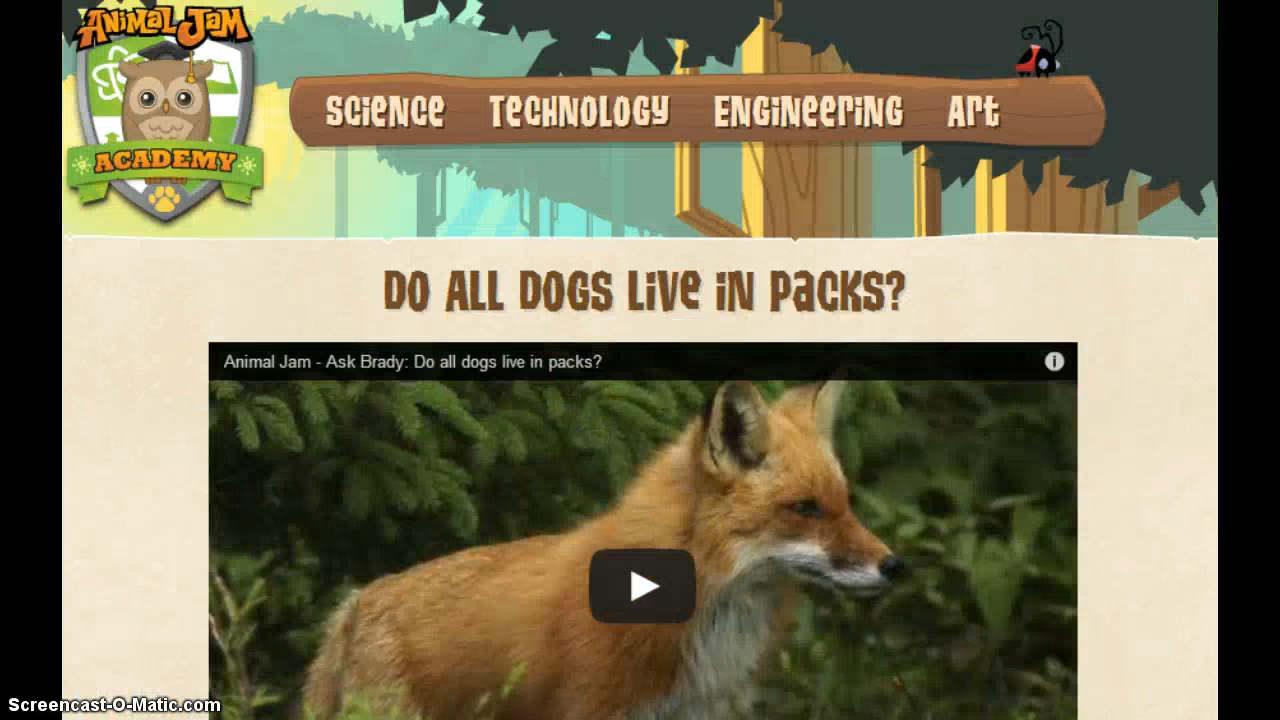 ANiMAL JAM
ACADEMY
Science
Technology
Engineering
Art
Do All Dogs Live in Packs?
Animal Jam - Ask Brady: Do all dogs live in packs?
Screencast-O-Matic.com